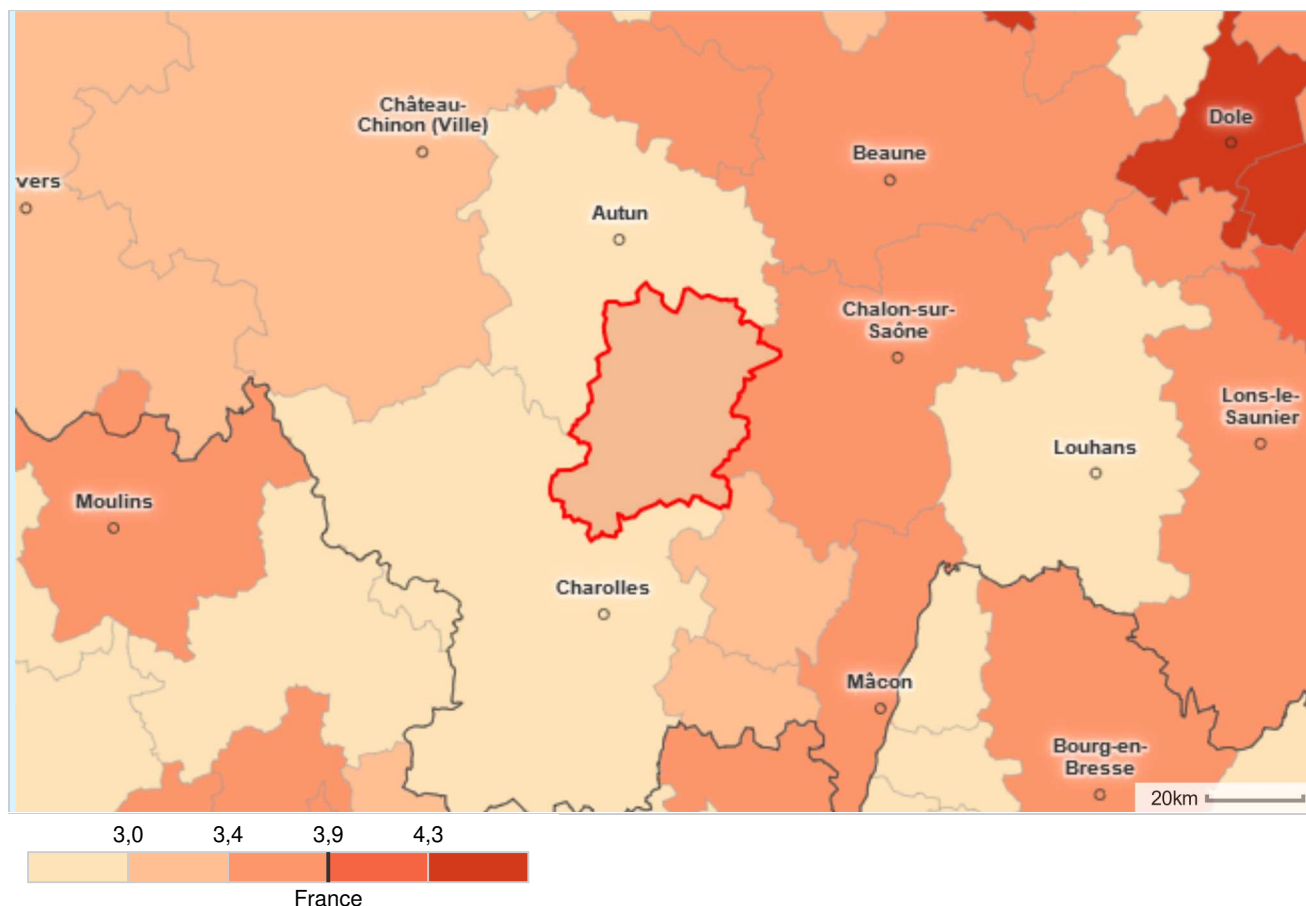 Château-
Chinon (Ville)
Dole
Beaune
vers
Autun
Chalon-sur-
Saône
Lons-le-
Saunier
Louhans
Moulins
Charolles
Mâcon
Bourg-en-
Bresse
20km
3,0 3,4 3,9 4,3
France